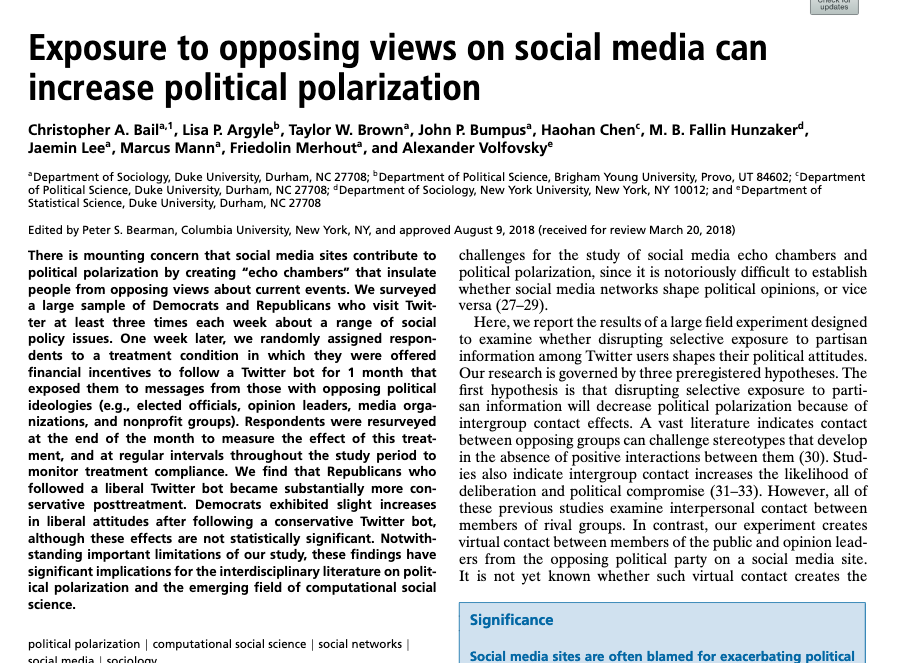 Check for
updates
Exposure to opposing views on social media can
increase political polarization
Christopher A. Bailᵃ,¹, Lisa P. Argyleᵇ, Taylor W. Brownᵃ, John P. Bumpusᵃ, Haohan Chenᶜ, M. B. Fallin Hunzakerᵈ,
Jaemin Leeᵃ, Marcus Mannᵃ, Friedolin Merhoutᵃ, and Alexander Volfovskyᵉ
ᵃDepartment of Sociology, Duke University, Durham, NC 27708; ᵇDepartment of Political Science, Brigham Young University, Provo, UT 84602; ᶜDepartment
of Political Science, Duke University, Durham, NC 27708; ᵈDepartment of Sociology, New York University, New York, NY 10012; and ᵉDepartment of
Statistical Science, Duke University, Durham, NC 27708
Edited by Peter S. Bearman, Columbia University, New York, NY, and approved August 9, 2018 (received for review March 20, 2018)
There is mounting concern that social media sites contribute to
political polarization by creating “echo chambers” that insulate
people from opposing views about current events. We surveyed
a large sample of Democrats and Republicans who visit Twit-
ter at least three times each week about a range of social
policy issues. One week later, we randomly assigned respon-
dents to a treatment condition in which they were offered
financial incentives to follow a Twitter bot for 1 month that
exposed them to messages from those with opposing political
ideologies (e.g., elected officials, opinion leaders, media orga-
nizations, and nonprofit groups). Respondents were resurveyed
at the end of the month to measure the effect of this treat-
ment, and at regular intervals throughout the study period to
monitor treatment compliance. We find that Republicans who
followed a liberal Twitter bot became substantially more con-
servative posttreatment. Democrats exhibited slight increases
in liberal attitudes after following a conservative Twitter bot,
although these effects are not statistically significant. Notwith-
standing important limitations of our study, these findings have
significant implications for the interdisciplinary literature on polit-
ical polarization and the emerging field of computational social
science.
political polarization | computational social science | social networks |
social media | sociology
challenges for the study of social media echo chambers and
political polarization, since it is notoriously difficult to establish
whether social media networks shape political opinions, or vice
versa (27–29).
Here, we report the results of a large field experiment designed
to examine whether disrupting selective exposure to partisan
information among Twitter users shapes their political attitudes.
Our research is governed by three preregistered hypotheses. The
first hypothesis is that disrupting selective exposure to parti-
san information will decrease political polarization because of
intergroup contact effects. A vast literature indicates contact
between opposing groups can challenge stereotypes that develop
in the absence of positive interactions between them (30). Stud-
ies also indicate intergroup contact increases the likelihood of
deliberation and political compromise (31–33). However, all of
these previous studies examine interpersonal contact between
members of rival groups. In contrast, our experiment creates
virtual contact between members of the public and opinion lead-
ers from the opposing political party on a social media site.
It is not yet known whether such virtual contact creates the
Significance
Social media sites are often blamed for exacerbating political